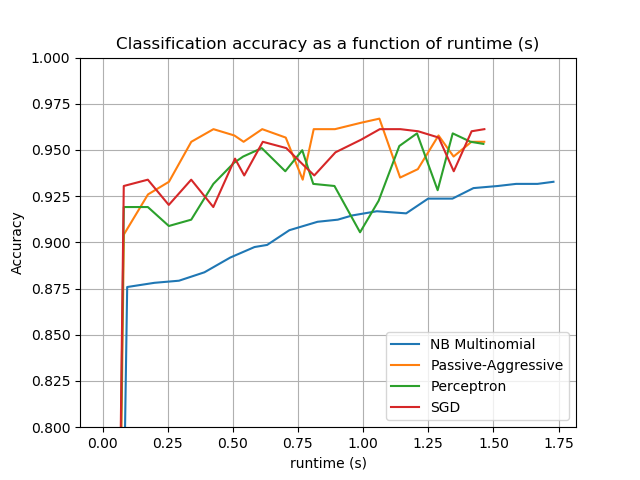 Classification accuracy as a function of runtime (s)
1.000
0.975
0.950
0.925
0.900
0.875
0.850
0.825
0.800
Accuracy
0.00 0.25 0.50 0.75 1.00 1.25 1.50 1.75
runtime (s)
NB Multinomial
Passive-Aggressive
Perceptron
SGD